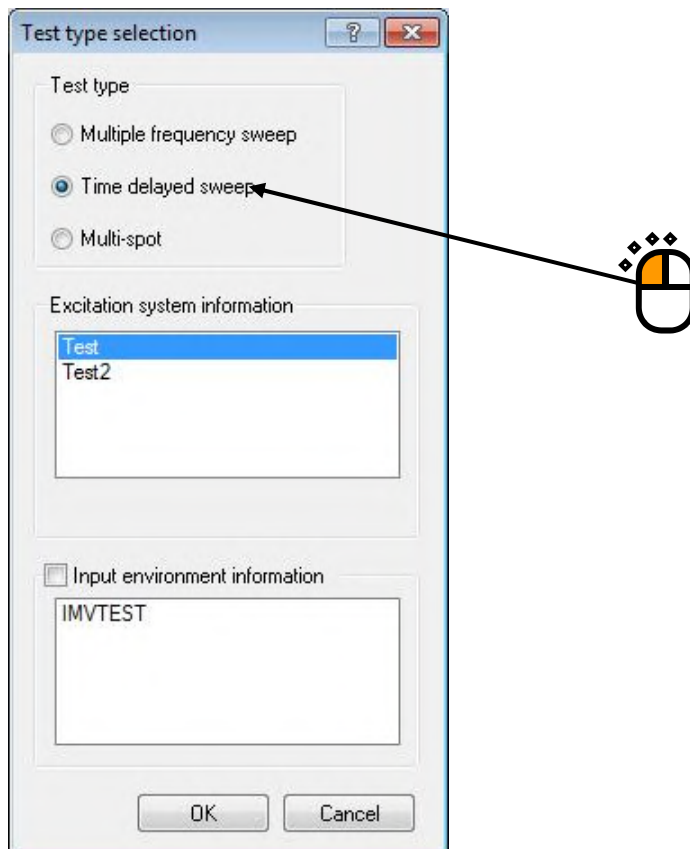 Test type selection
Test type
Multiple frequency sweep
Time delayed sweep
Multi-spot
Excitation system information
Test
Test2
Input environment information
IMVTEST
OK
Cancel